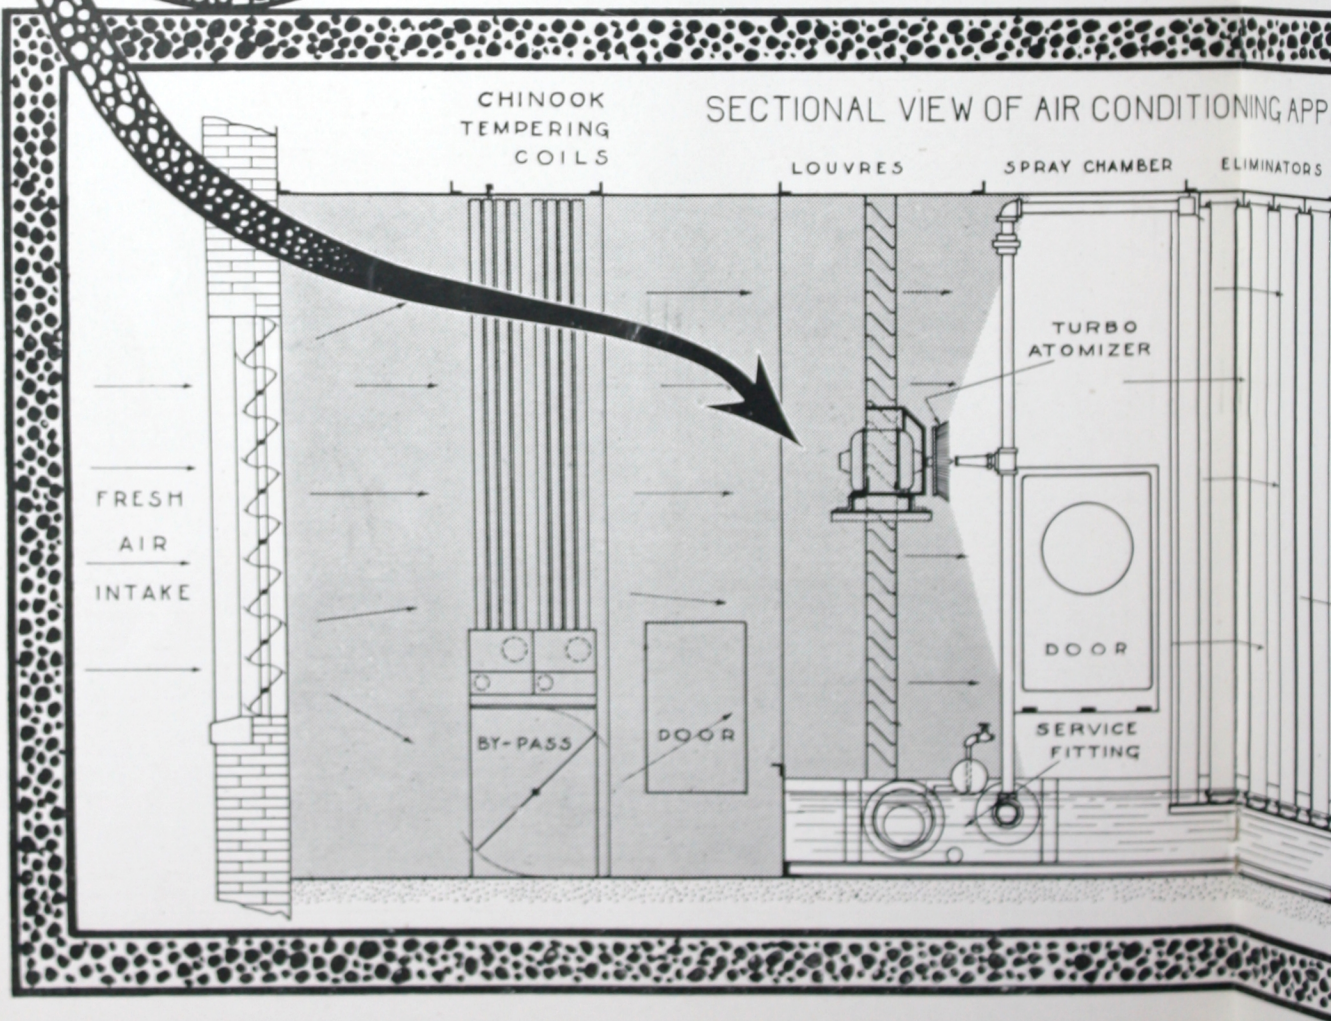 CHINOOK
TEMPERING
COILS
SECTIONAL VIEW OF AIR CONDITIONING APP
LOUVRES
SPRAY CHAMBER
ELIMINATORS
TURBO
ATOMIZER
FRESH
AIR
INTAKE
DOOR
BY-PASS
DOOR
SERVICE
FITTING